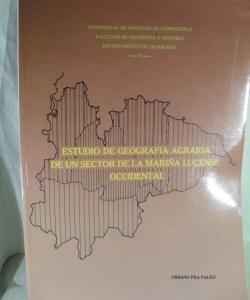 UNIVERSIDAD DE SANTIAGO DE COMPOSTELA
FACULTAD DE GEOGRAFIA E HISTORIA
DEPARTAMENTO DE GEOGRAFIA
ESTUDIO DE GEOGRAFIA AGRARIA
DE UN SECTOR DE LA MARIÑA LUCENSE
OCCIDENTAL
URBANO FRA PALEO